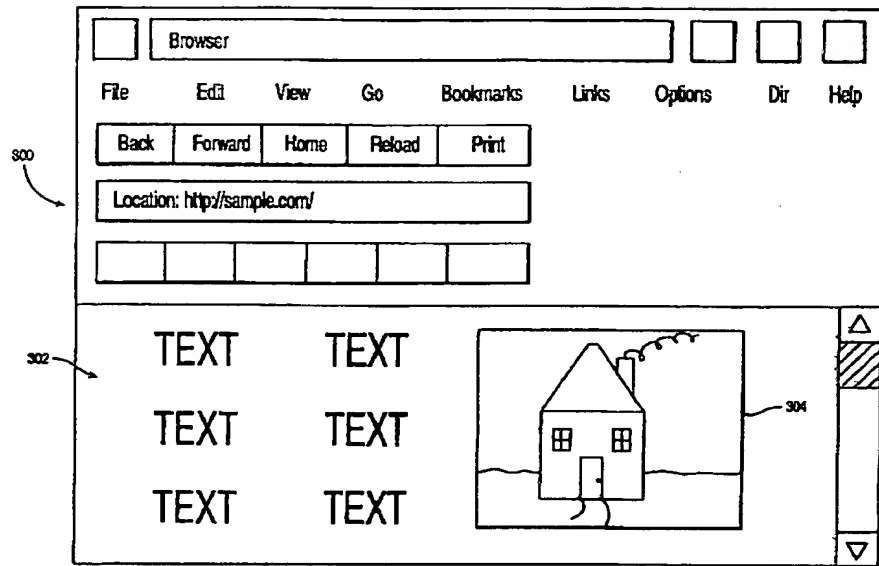 Browser
File Edit View Go Bookmarks Links Options Dir Help
Back Forward Home Reload Print
300
Location: http://sample.com/
TEXT TEXT
302
304
TEXT TEXT
TEXT TEXT